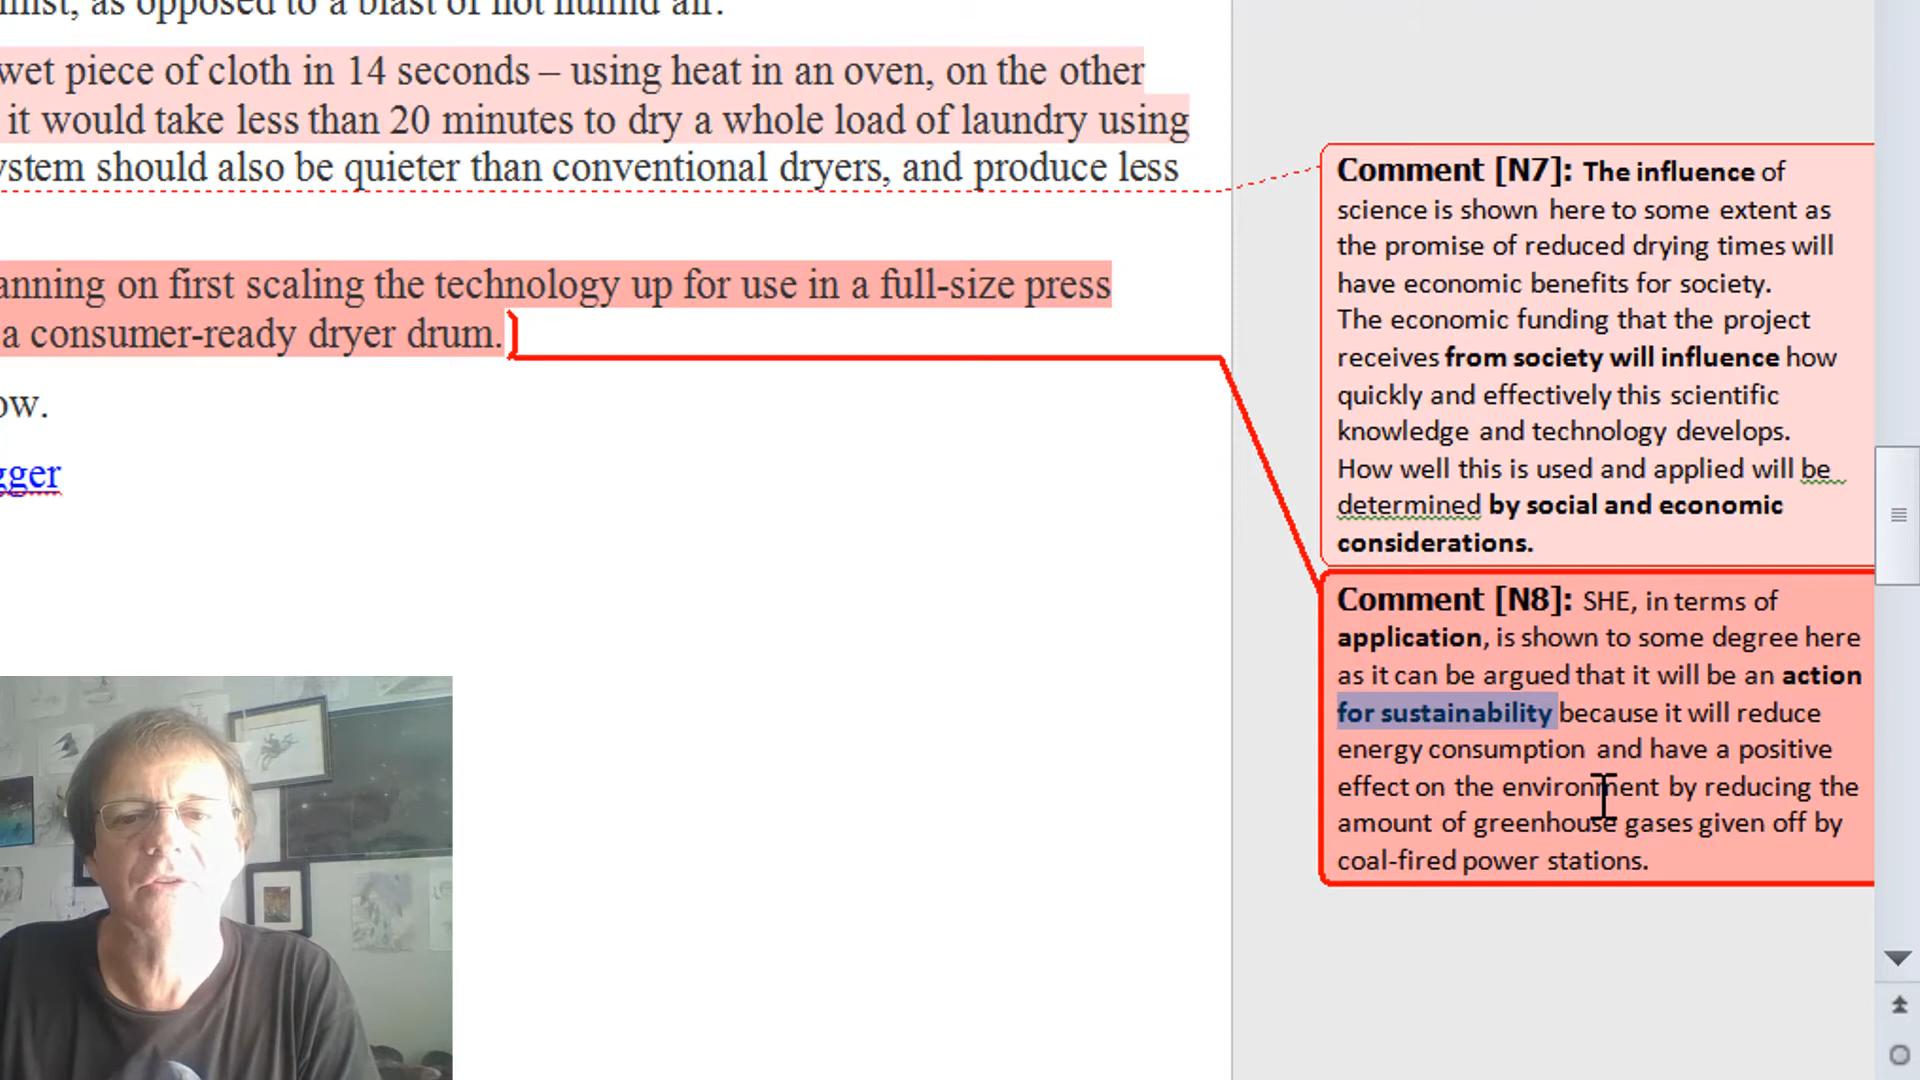 mist, as opposed to a blast of hot humid air.
wet piece of cloth in 14 seconds – using heat in an oven, on the other
it would take less than 20 minutes to dry a whole load of laundry using
ystem should also be quieter than conventional dryers, and produce less
anning on first scaling the technology up for use in a full-size press
a consumer-ready dryer drum.
ow.
gger
Comment [N7]: The influence of
science is shown here to some extent as
the promise of reduced drying times will
have economic benefits for society.
The economic funding that the project
receives from society will influence how
quickly and effectively this scientific
knowledge and technology develops.
How well this is used and applied will be
determined by social and economic
considerations.
Comment [N8]: SHE, in terms of
application, is shown to some degree here
as it can be argued that it will be an action
for sustainability because it will reduce
energy consumption and have a positive
effect on the environment by reducing the
amount of greenhouse gases given off by
coal-fired power stations.